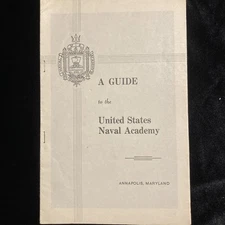 A GUIDE
to the
United States
Naval Academy
ANNAPOLIS, MARYLAND